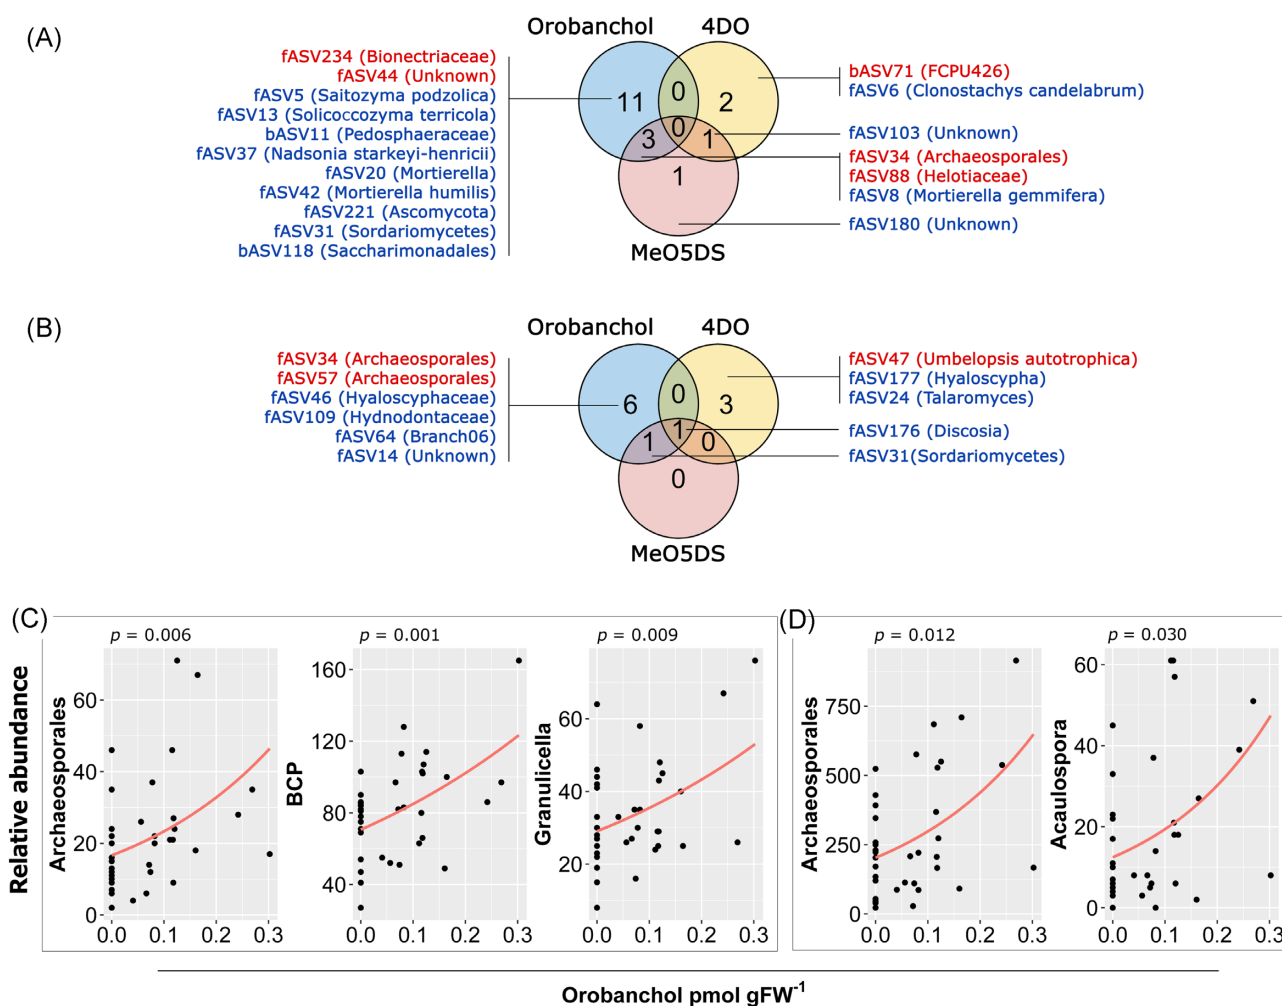 (A)
Orobanchol
4DO
fASV234 (Bionectriaceae)
fASV44 (Unknown)
fASV5 (Saitozyma podzolica)
fASV13 (Solicoccozyma terricola)
bASV11 (Pedosphaeraceae)
fASV37 (Nadsonia starkeyi-henricii)
fASV20 (Mortierella)
fASV42 (Mortierella humilis)
fASV221 (Ascomycota)
fASV31 (Sordariomycetes)
bASV118 (Saccharimonadales)
11
0
2
0
3
1
1
bASV71 (FCPU426)
fASV6 (Clonostachys candelabrum)
fASV103 (Unknown)
fASV34 (Archaeosporales)
fASV88 (Helotiaceae)
fASV8 (Mortierella gemmifera)
fASV180 (Unknown)
MeO5DS
(B)
Orobanchol
4DO
fASV34 (Archaeosporales)
fASV57 (Archaeosporales)
fASV46 (Hyaloscyphaceae)
fASV109 (Hydnodontaceae)
fASV64 (Branch06)
fASV14 (Unknown)
6
0
3
1
1
0
0
fASV47 (Umbelopsis autotrophica)
fASV177 (Hyaloscypha)
fASV24 (Talaromyces)
fASV176 (Discosia)
fASV31(Sordariomycetes)
MeO5DS
(C)
Relative abundance
p = 0.006
Archaeosporales
60
40
20
0
0.0 0.1 0.2 0.3
p = 0.001
BCP
160
120
80
40
0.0 0.1 0.2 0.3
p = 0.009
Granulicella
60
40
20
0.0 0.1 0.2 0.3
(D)
p = 0.012
Archaeosporales
750
500
250
0
0.0 0.1 0.2 0.3
p = 0.030
Acaulospora
60
40
20
0
0.0 0.1 0.2 0.3
Orobanchol pmol gFW⁻¹